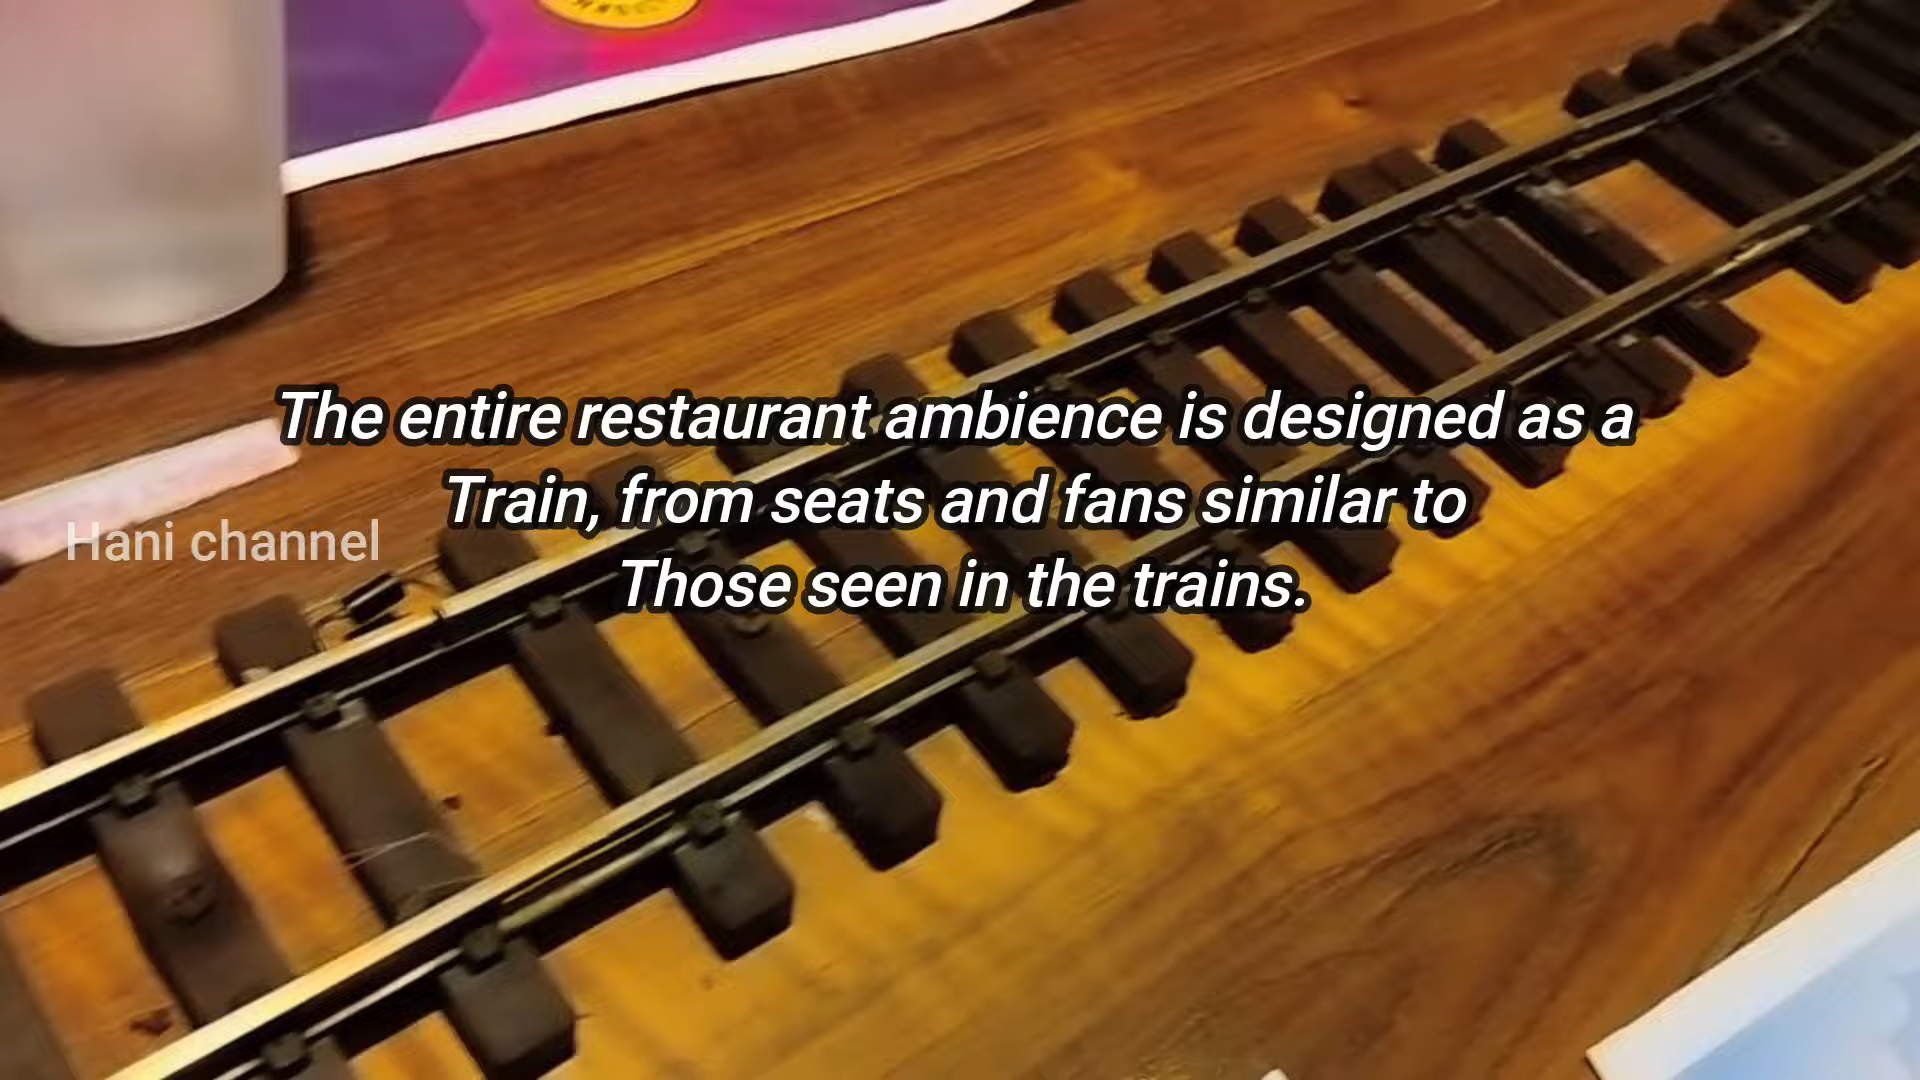 The entire restaurant ambience is designed as a
Train, from seats and fans similar to
Hani channel
Those seen in the trains.